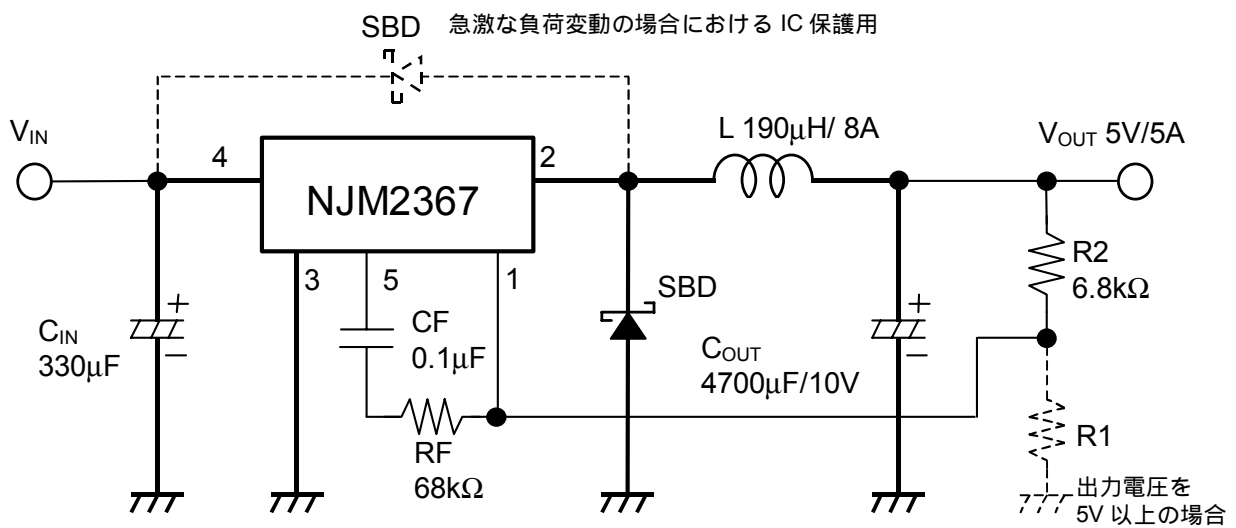 SBD 急激な負荷変動の場合における IC 保護用
VIN
4
NJM2367
2
L 190μH/ 8A
VOUT 5V/5A
3
5
1
R2
6.8kΩ
SBD
+
−
CIN
330μF
CF
0.1μF
COUT
4700μF/10V
+
−
RF
68kΩ
R1
出力電圧を
5V 以上の場合